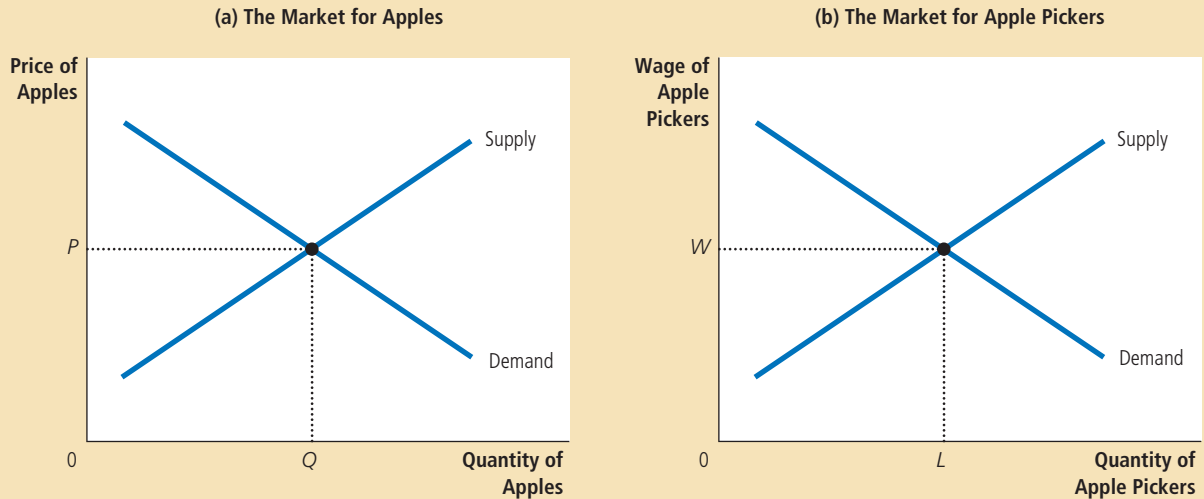 (a) The Market for Apples
Price of
Apples
Supply
P
Demand
0
Q
Quantity of
Apples
(b) The Market for Apple Pickers
Wage of
Apple
Pickers
Supply
W
Demand
0
L
Quantity of
Apple Pickers